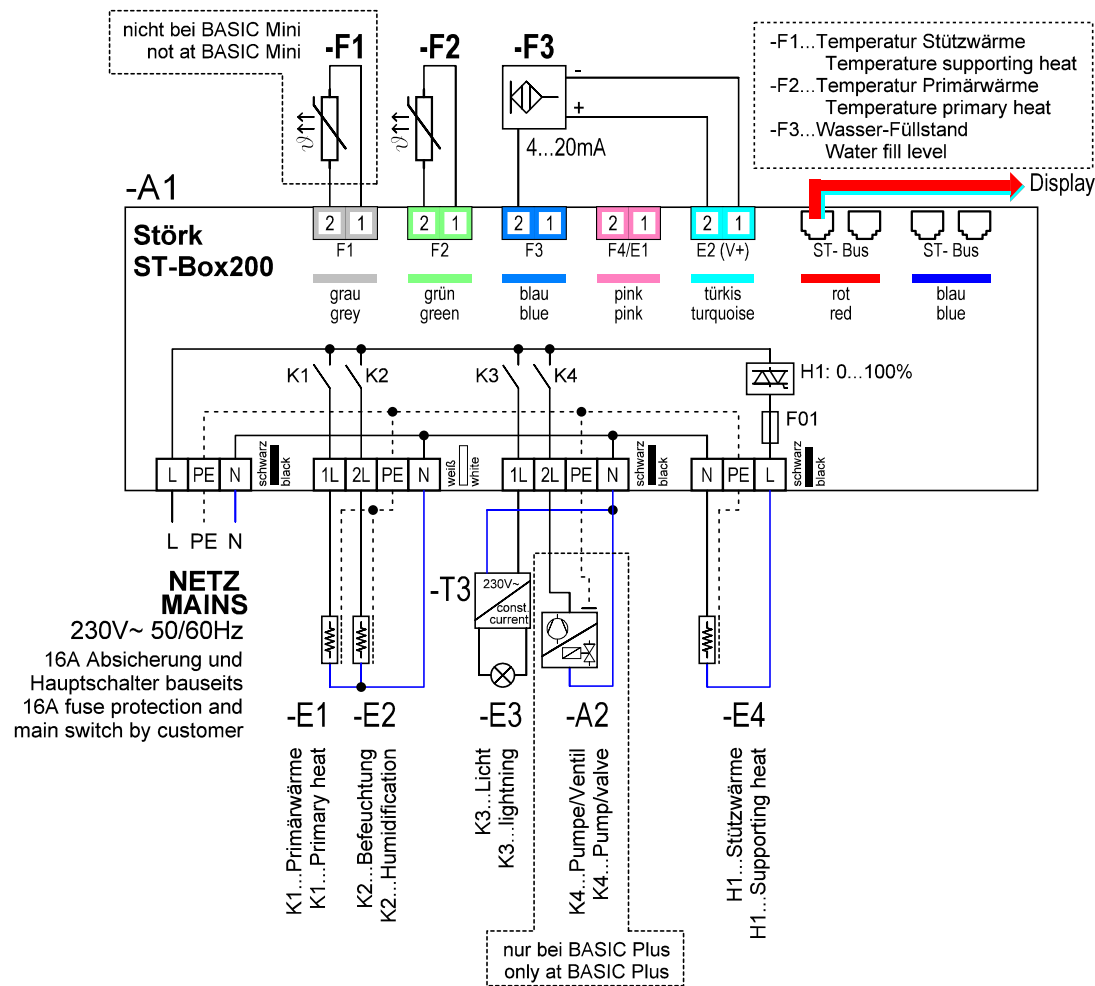 nicht bei BASIC Mini
not at BASIC Mini
-F1
-F2
-F3
-
+
4...20mA
ϑ↑↑
ϑ↑↑
-F1...Temperatur Stützwärme
Temperature supporting heat
-F2...Temperatur Primärwärme
Temperature primary heat
-F3...Wasser-Füllstand
Water fill level
Display
-A1
Störk
ST-Box200
2 1
2 1
2 1
2 1
2 1
F1
F2
F3
F4/E1
E2 (V+)
ST- Bus
ST- Bus
grau
grey
grün
green
blau
blue
pink
pink
türkis
turquoise
rot
red
blau
blue
K1
K2
K3
K4
H1: 0...100%
F01
L PE N
schwarz
black
1L 2L PE N
weiß
white
1L 2L PE N
schwarz
black
N PE L
schwarz
black
L PE N
NETZ
MAINS
230V~ 50/60Hz
16A Absicherung und
Hauptschalter bauseits
16A fuse protection and
main switch by customer
-T3
230V~
const.
current
-E1
-E2
-E3
-A2
-E4
K1...Primärwärme
K1...Primary heat
K2...Befeuchtung
K2...Humidification
K3...Licht
K3...lightning
K4...Pumpe/Ventil
K4...Pump/valve
H1...Stützwärme
H1...Supporting heat
nur bei BASIC Plus
only at BASIC Plus